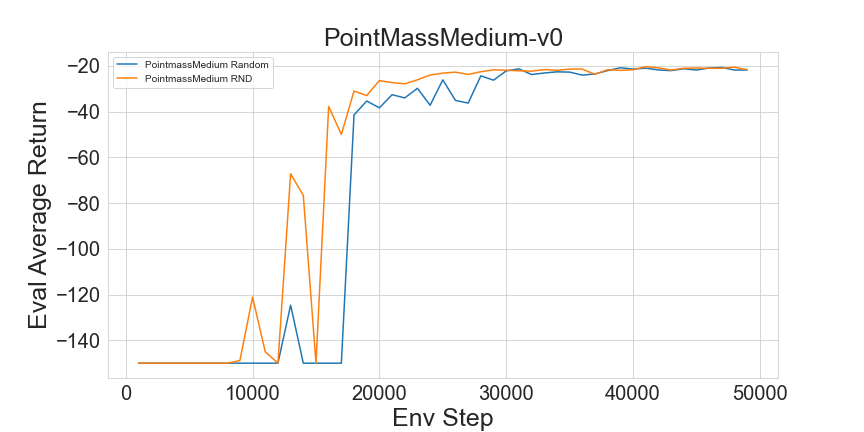 PointMassMedium-v0
PointmassMedium Random
PointmassMedium RND
Eval Average Return
−20
−40
−60
−80
−100
−120
−140
0
10000
20000
30000
40000
50000
Env Step